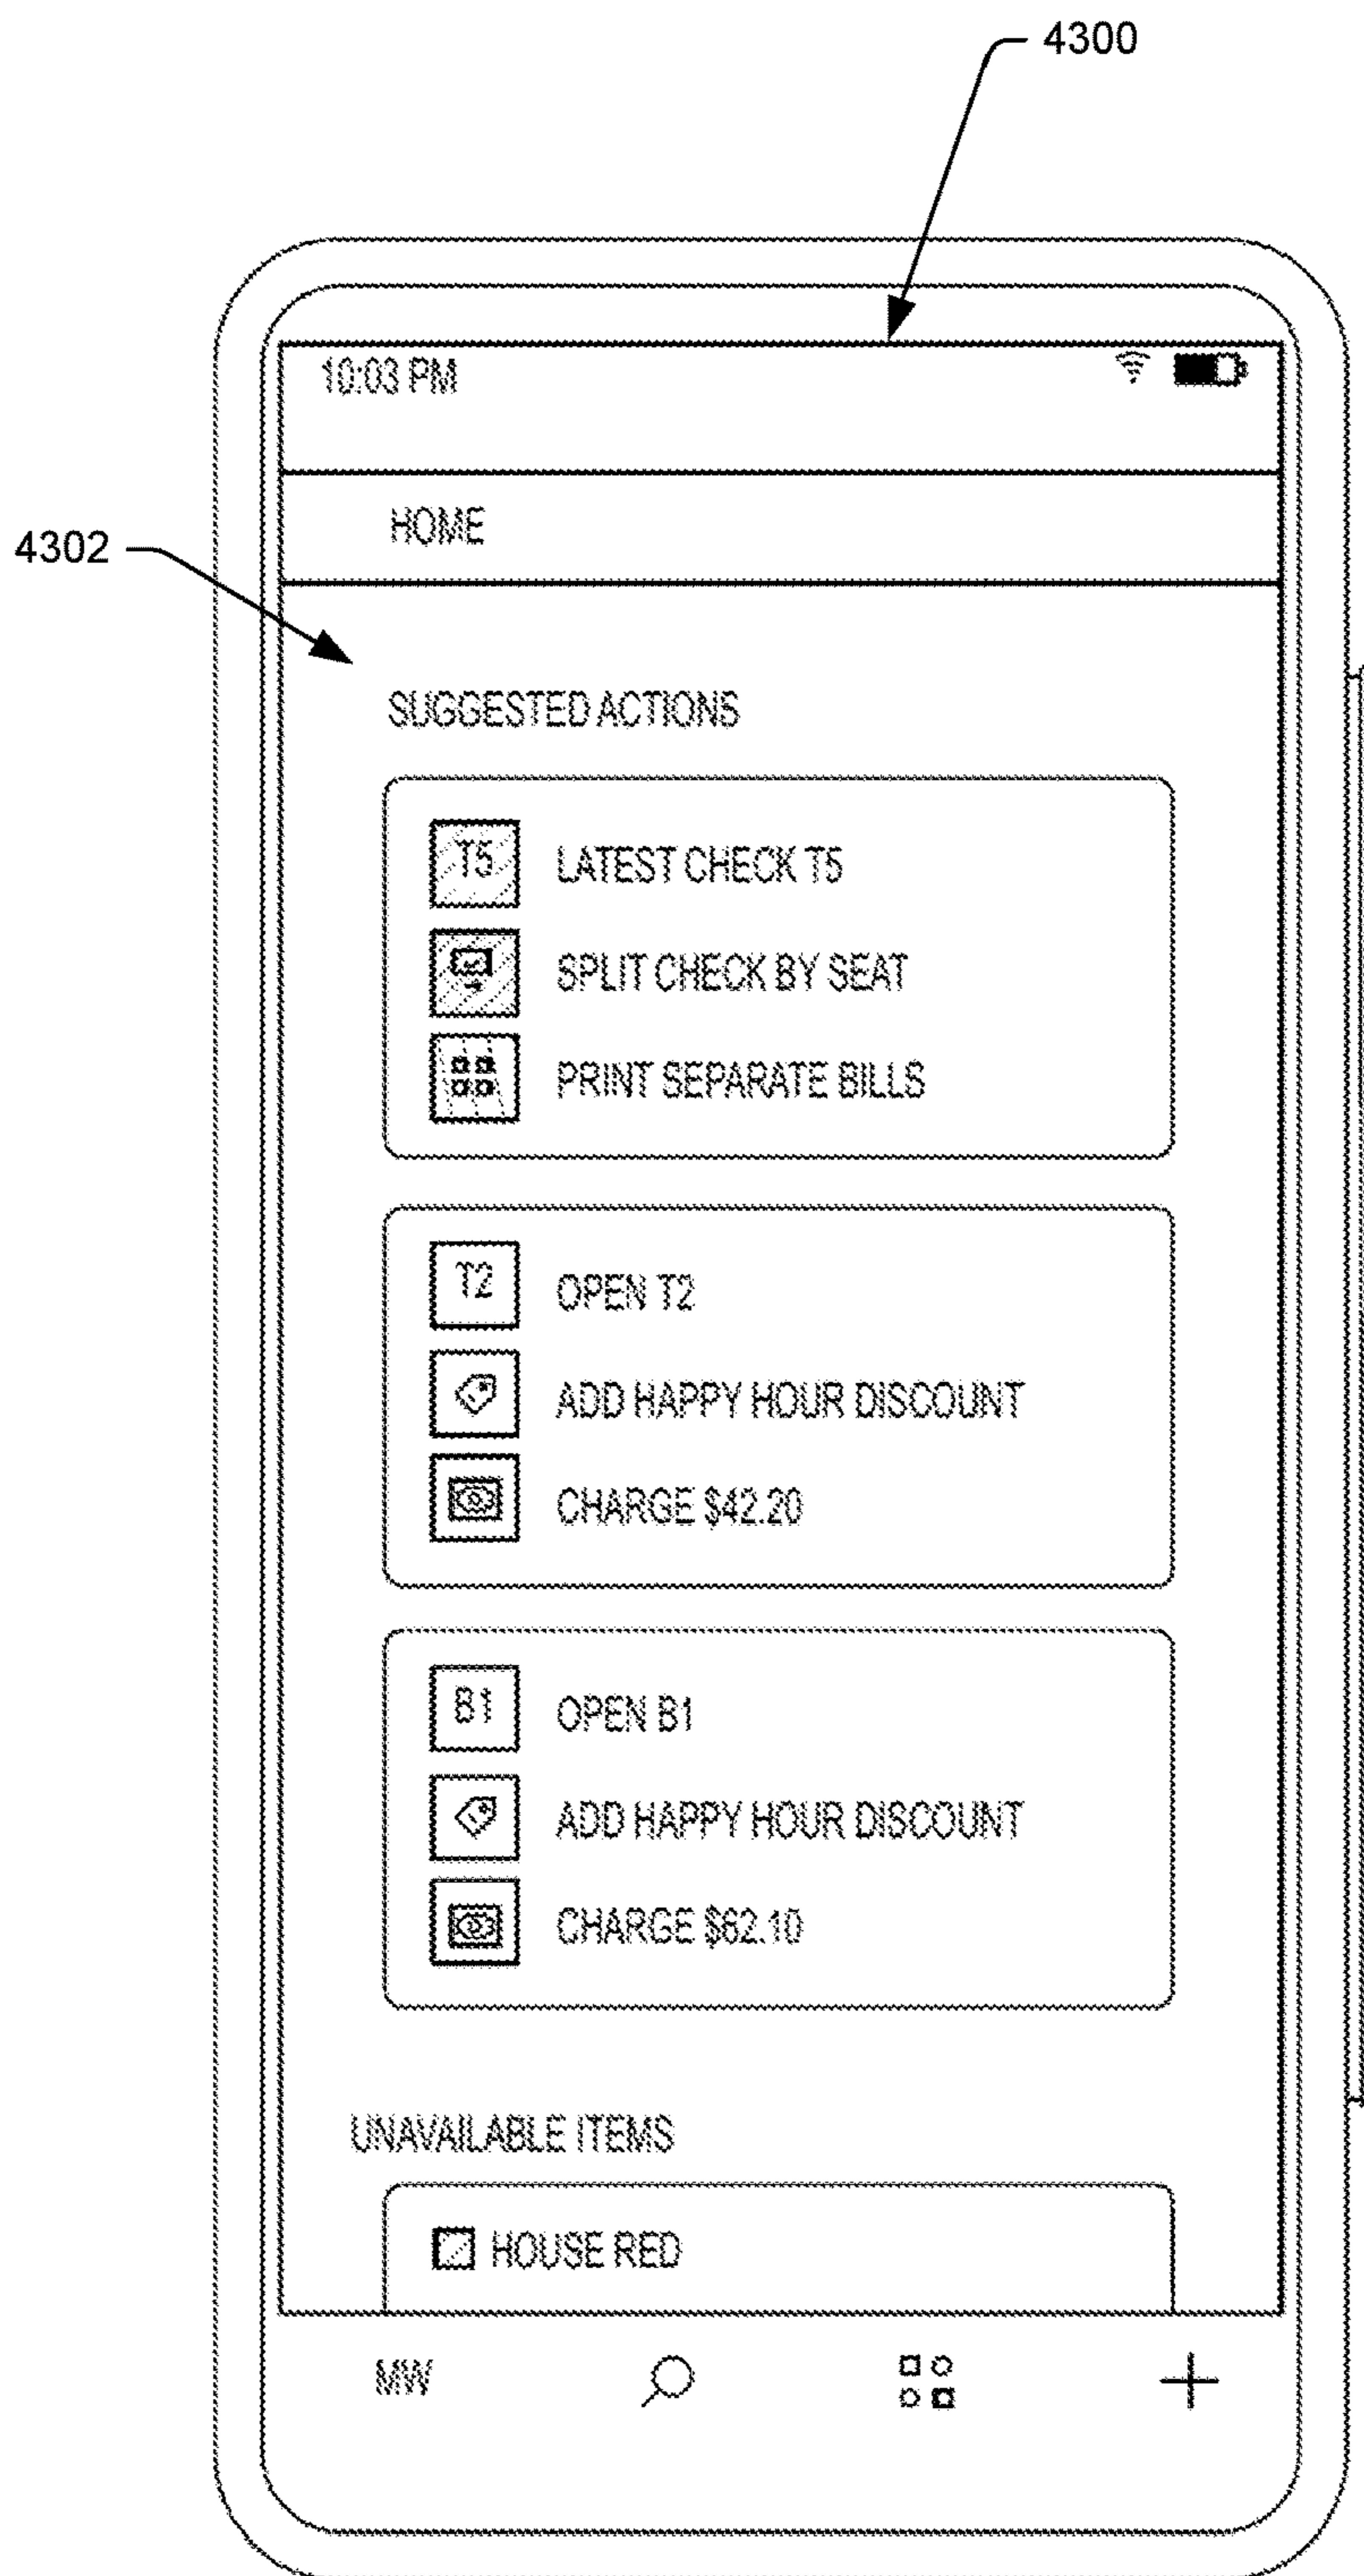 4300
10:03 PM
HOME
4302
SUGGESTED ACTIONS
T5 LATEST CHECK T5
SPLIT CHECK BY SEAT
PRINT SEPARATE BILLS
T2 OPEN T2
ADD HAPPY HOUR DISCOUNT
CHARGE $42.20
B1 OPEN B1
ADD HAPPY HOUR DISCOUNT
CHARGE $62.10
UNAVAILABLE ITEMS
HOUSE RED
MW